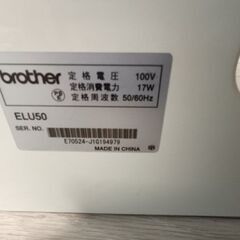 brother
定格電圧 100V
定格消費電力 17W
定格周波数 50/60Hz
ELU50
SER. NO.
E70524-J1G194979
MADE IN CHINA